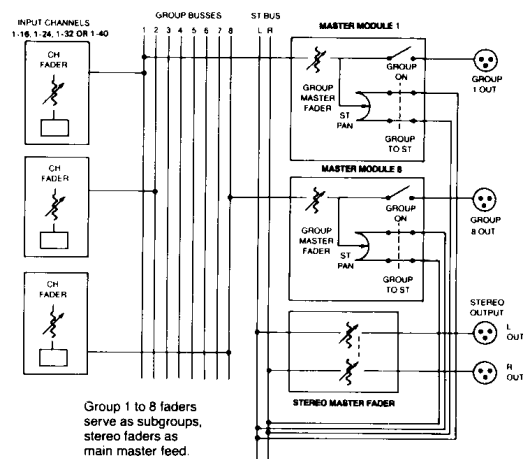 INPUT CHANNELS
1-16, 1-24, 1-32 OR 1-40
GROUP BUSSES
1 2 3 4 5 6 7 8
ST BUS
L R
CH
FADER
CH
FADER
CH
FADER
MASTER MODULE 1
GROUP
MASTER
FADER
GROUP
ON
ST
PAN
GROUP
TO ST
GROUP
1 OUT
MASTER MODULE 8
GROUP
MASTER
FADER
GROUP
ON
ST
PAN
GROUP
TO ST
GROUP
8 OUT
STEREO
OUTPUT
L
OUT
R
OUT
STEREO MASTER FADER
Group 1 to 8 faders
serve as subgroups,
stereo faders as
main master feed.